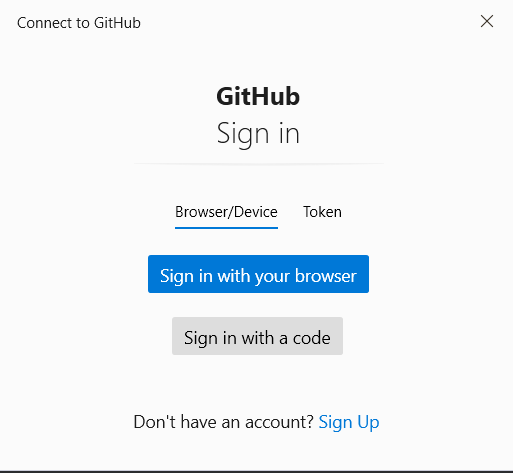 Connect to GitHub
GitHub
Sign in
Browser/Device Token
Sign in with your browser
Sign in with a code
Don't have an account? Sign Up